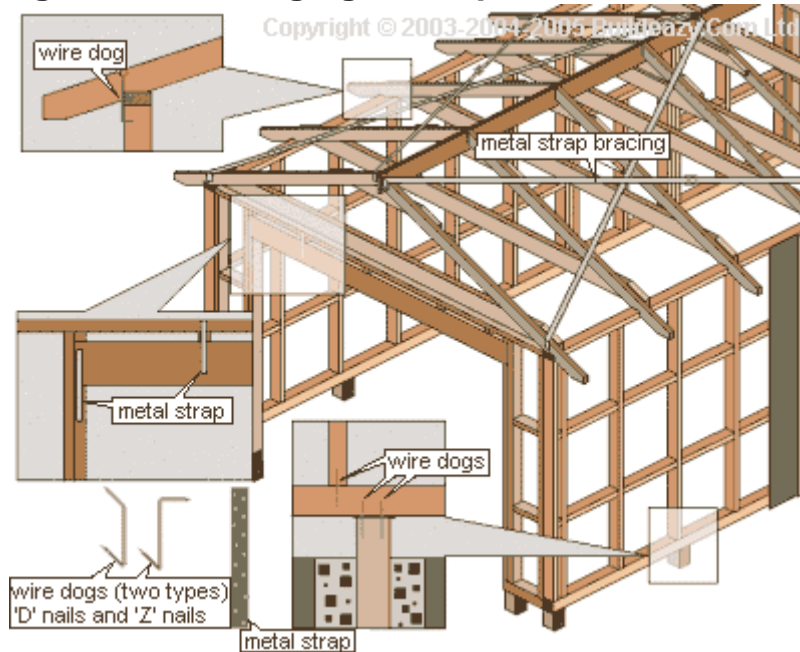 Copyright © 2003-2004-2005 Buildeazy.Com Ltd
wire dog
metal strap bracing
metal strap
wire dogs
wire dogs (two types)
'D' nails and 'Z' nails
metal strap